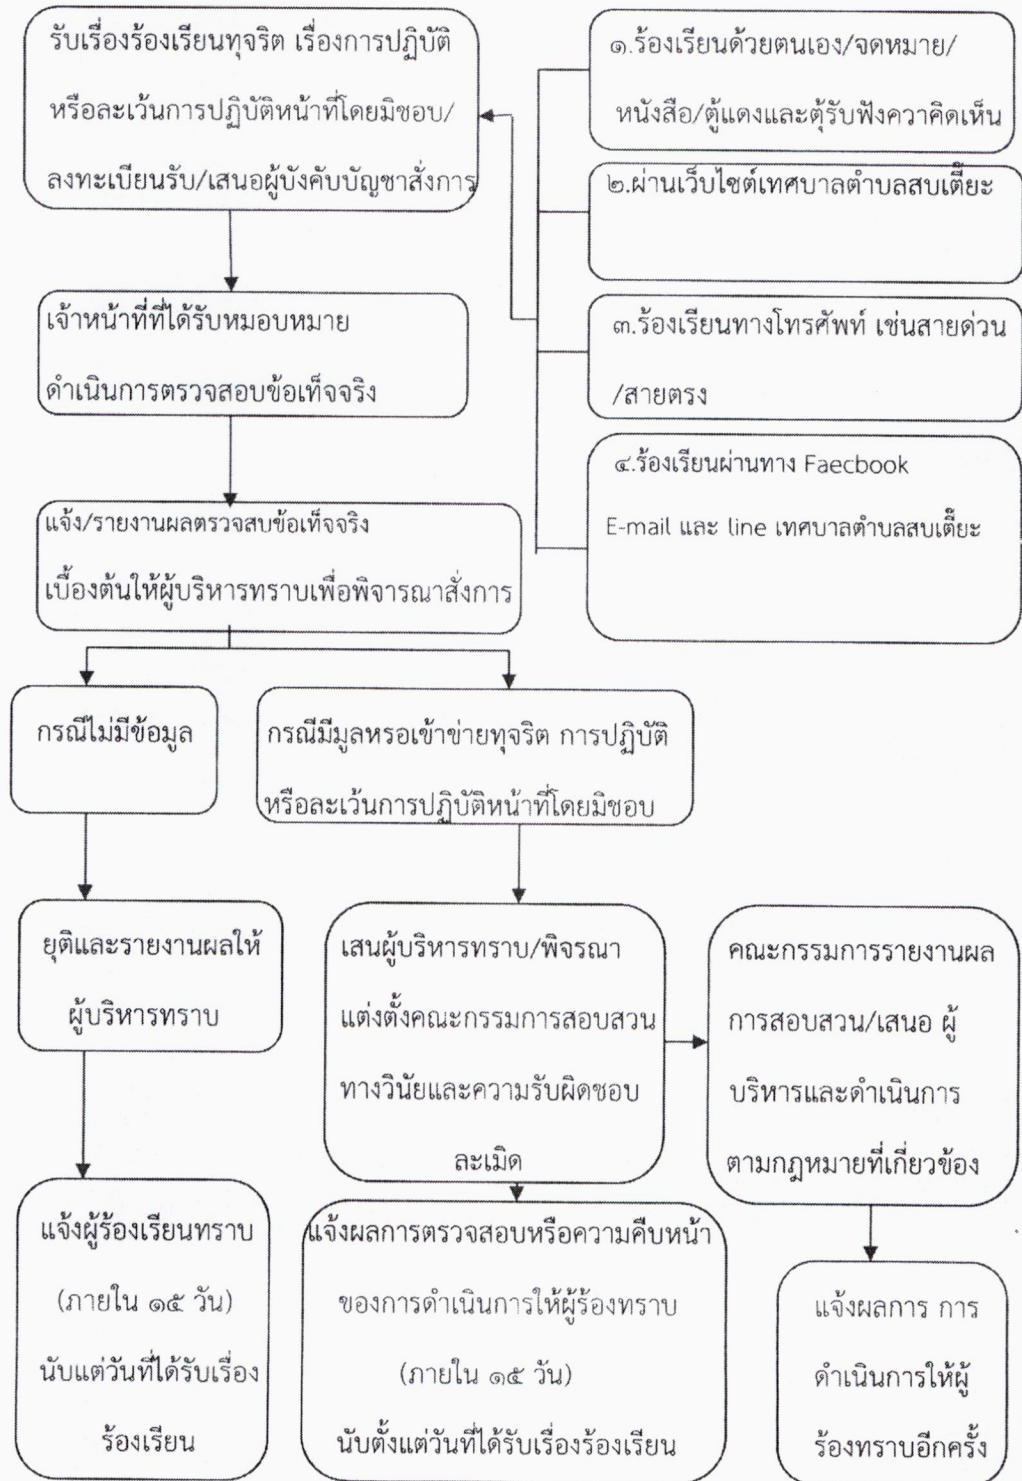 รับเรื่องร้องเรียนทุจริต เรื่องการปฏิบัติ
หรือละเว้นการปฏิบัติหน้าที่โดยมิชอบ/
ลงทะเบียนรับ/เสนอผู้บังคับบัญชาสั่งการ
๑.ร้องเรียนด้วยตนเอง/จดหมาย/
หนังสือ/ตู้แดงและตุ้รับฟังควาคิดเห็น
๒.ผ่านเว็บไซต์เทศบาลตำบลสบเตี๊ยะ
๓.ร้องเรียนทางโทรศัพท์ เช่นสายด่วน
/สายตรง
๔.ร้องเรียนผ่านทาง Faecbook
E-mail และ line เทศบาลตำบลสบเตี๊ยะ
เจ้าหน้าที่ที่ได้รับหมอบหมาย
ดำเนินการตรวจสอบข้อเท็จจริง
แจ้ง/รายงานผลตรวจสบข้อเท็จจริง
เบื้องต้นให้ผู้บริหารทราบเพื่อพิจารณาสั่งการ
กรณีไม่มีข้อมูล
กรณีมีมูลหรอเข้าข่ายทุจริต การปฏิบัติ
หรือละเว้นการปฏิบัติหน้าที่โดยมิชอบ
ยุติและรายงานผลให้
ผู้บริหารทราบ
เสนผู้บริหารทราบ/พิจรณา
แต่งตั้งคณะกรรมการสอบสวน
ทางวินัยและความรับผิดชอบ
ละเมิด
คณะกรรมการรายงานผล
การสอบสวน/เสนอ ผู้
บริหารและดำเนินการ
ตามกฎหมายที่เกี่ยวข้อง
แจ้งผู้ร้องเรียนทราบ
(ภายใน ๑๕ วัน)
นับแต่วันที่ได้รับเรื่อง
ร้องเรียน
แจ้งผลการตรวจสอบหรือความคืบหน้า
ของการดำเนินการให้ผู้ร้องทราบ
(ภายใน ๑๕ วัน)
นับตั้งแต่วันที่ได้รับเรื่องร้องเรียน
แจ้งผลการ การ
ดำเนินการให้ผู้
ร้องทราบอีกครั้ง